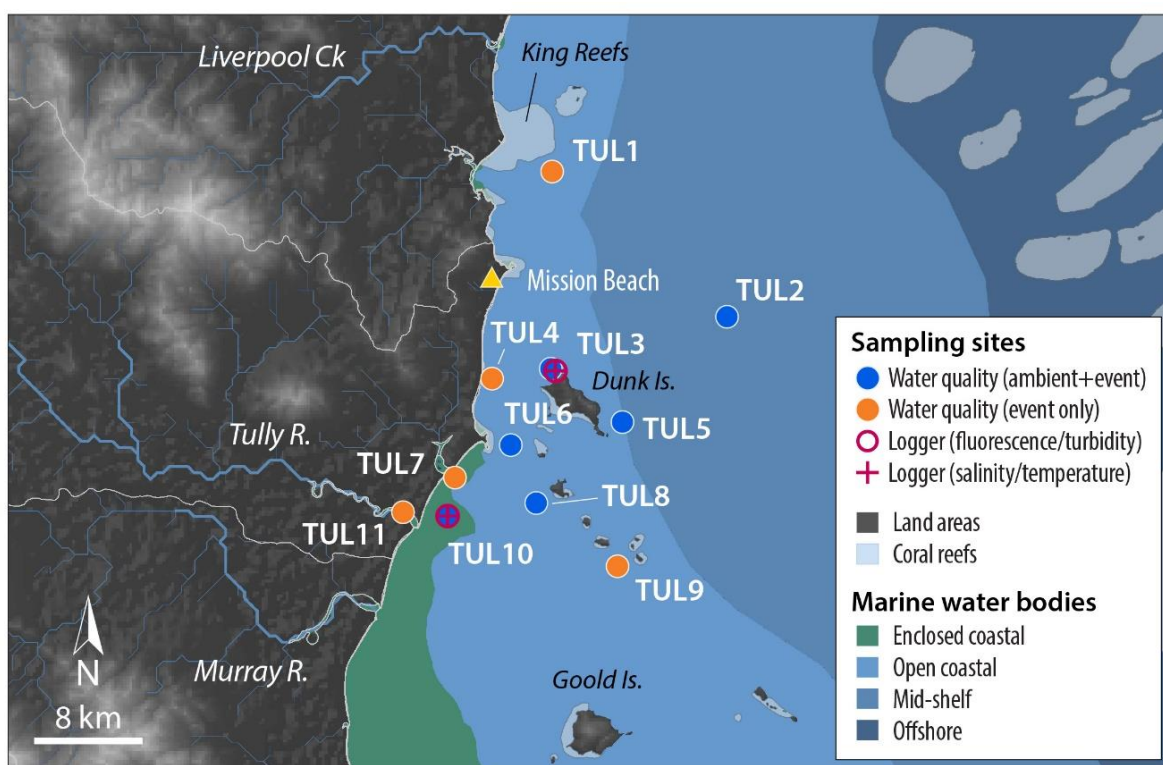 Liverpool Ck
King Reefs
TUL1
Mission Beach
TUL2
TUL4
TUL3
Dunk Is.
TUL6
TUL5
Tully R.
TUL7
TUL8
TUL11
TUL10
TUL9
Murray R.
Goold Is.
N
8 km
Sampling sites
Water quality (ambient+event)
Water quality (event only)
Logger (fluorescence/turbidity)
Logger (salinity/temperature)
Land areas
Coral reefs
Marine water bodies
Enclosed coastal
Open coastal
Mid-shelf
Offshore